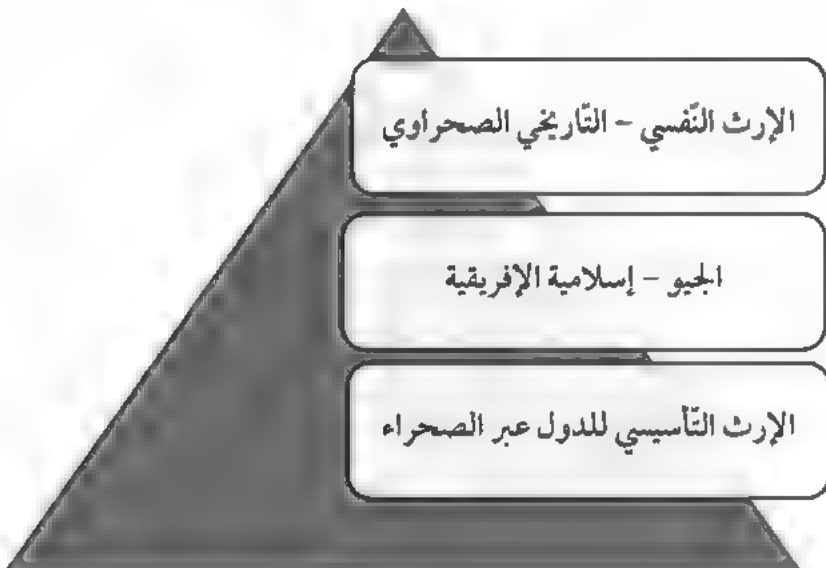 الإرث النّفسي - التّاريخي الصحراوي
الجيو - إسلامية الإفريقية
الإرث التّأسيسي للدول عبر الصحراء